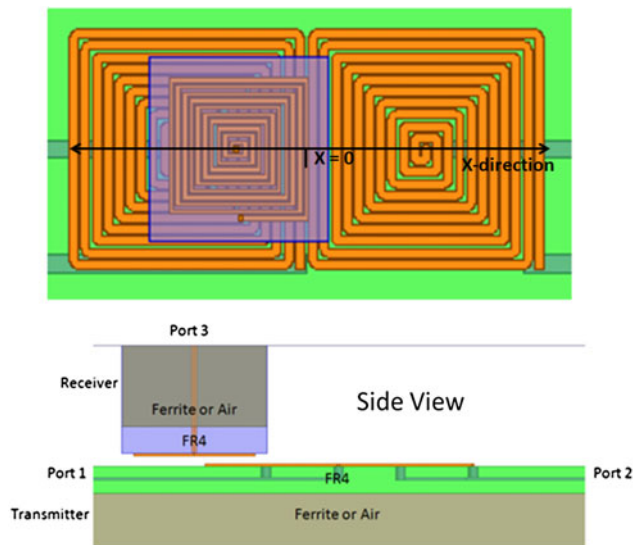 X = 0
X-direction
Port 3
Receiver
Ferrite or Air
Side View
FR4
Port 1
FR4
Port 2
Transmitter
Ferrite or Air